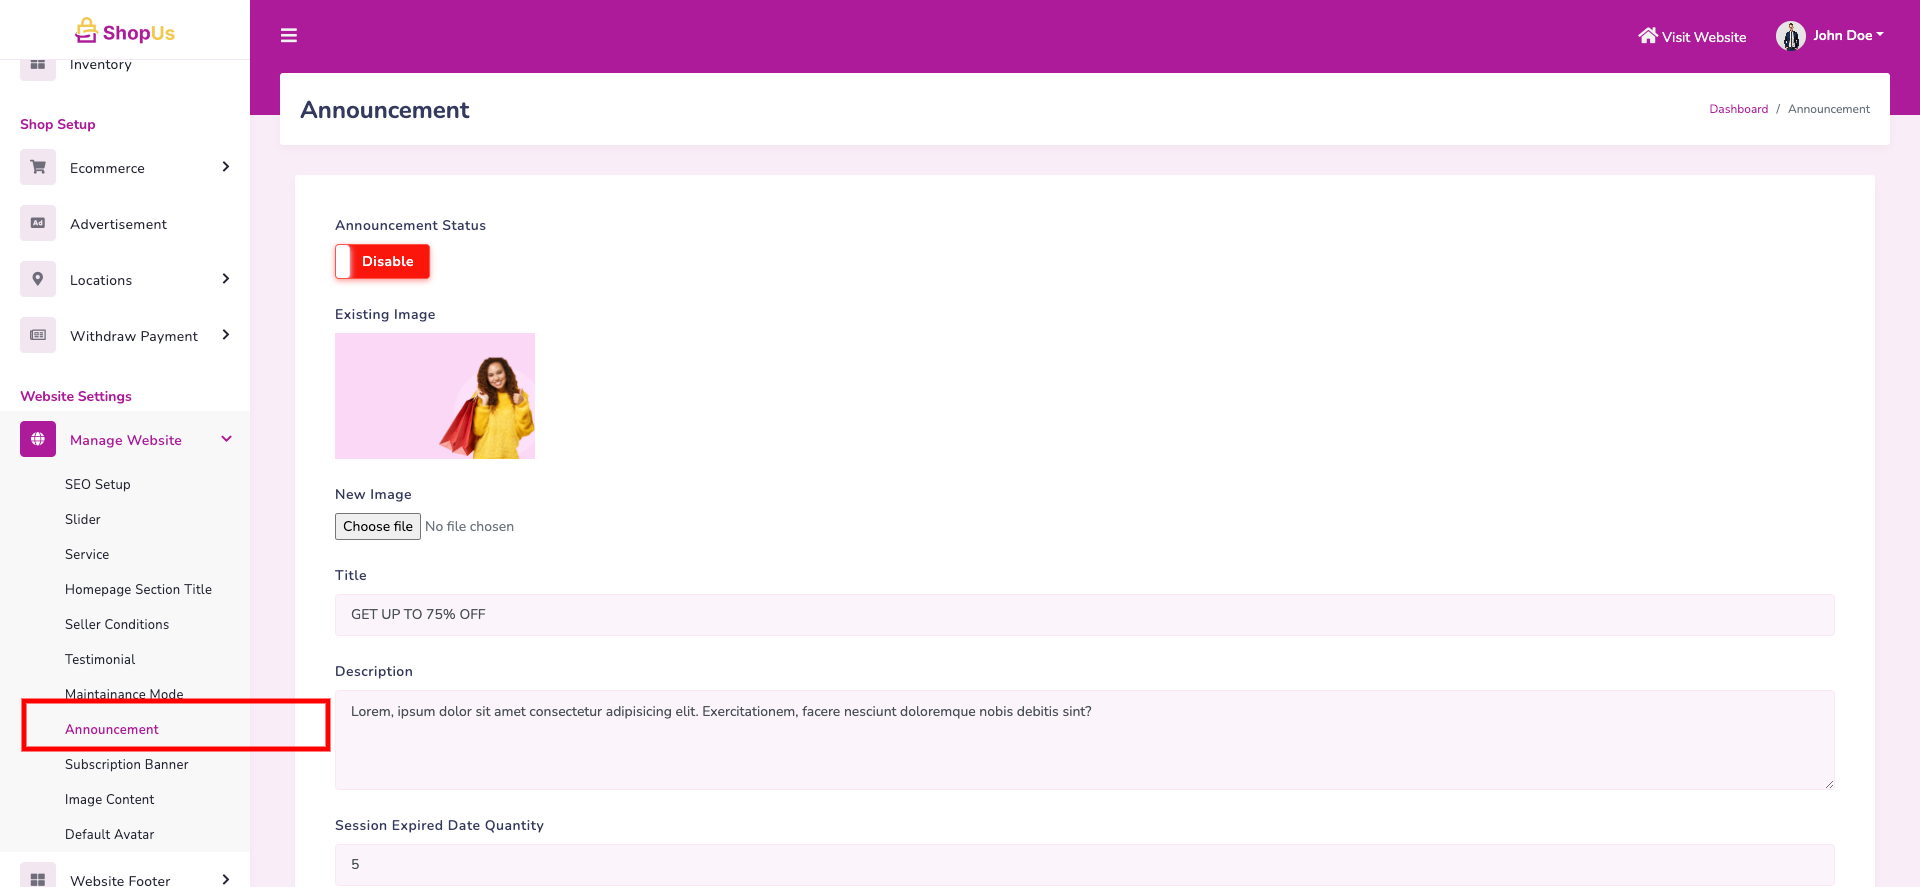 ShopUs
Inventory
Shop Setup
Ecommerce
Ad
Advertisement
Locations
Withdraw Payment
Website Settings
Manage Website
SEO Setup
Slider
Service
Homepage Section Title
Seller Conditions
Testimonial
Maintainance Mode
Announcement
Subscription Banner
Image Content
Default Avatar
Website Footer
Visit Website
John Doe
Announcement
Dashboard / Announcement
Announcement Status
Disable
Existing Image
New Image
Choose file No file chosen
Title
GET UP TO 75% OFF
Description
Lorem, ipsum dolor sit amet consectetur adipisicing elit. Exercitationem, facere nesciunt doloremque nobis debitis sint?
Session Expired Date Quantity
5